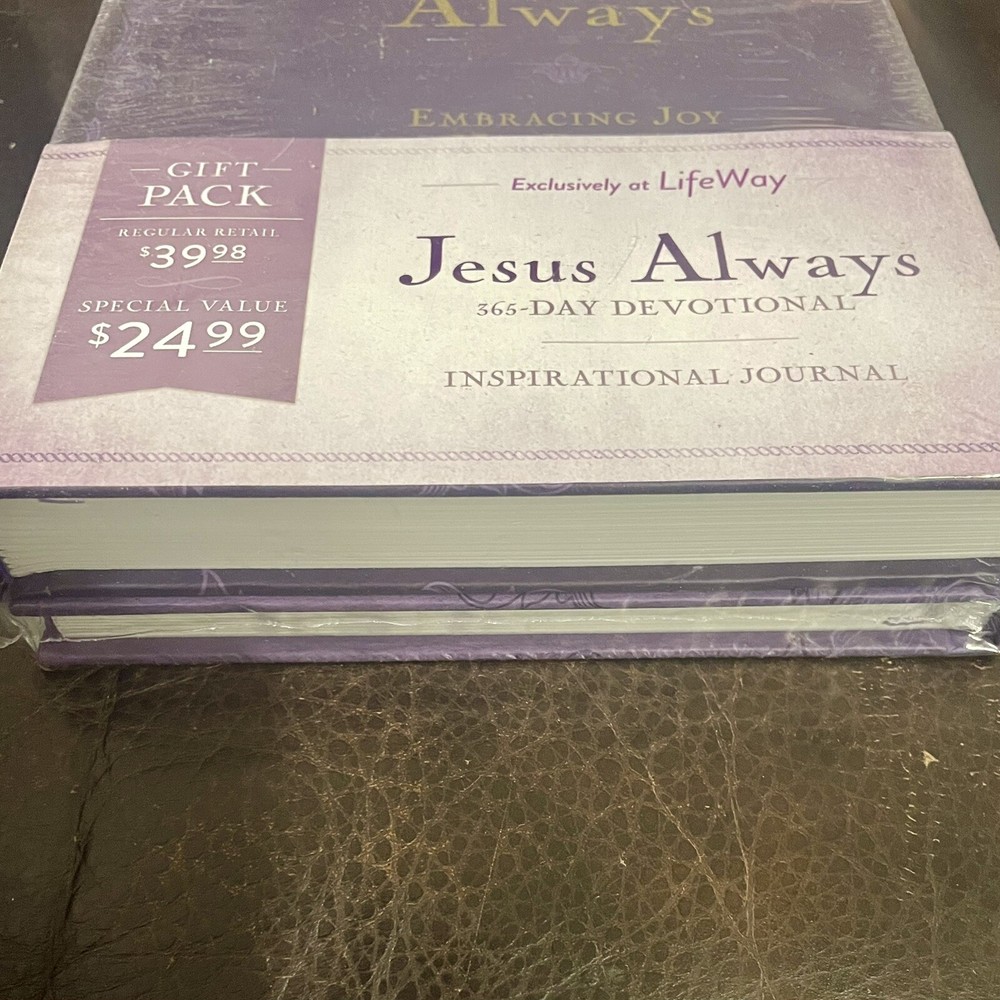 Always
EMBRACING JOY
GIFT
PACK
REGULAR RETAIL
$39.98
SPECIAL VALUE
$24.99
Exclusively at LifeWay
Jesus Always
365-DAY DEVOTIONAL
INSPIRATIONAL JOURNAL